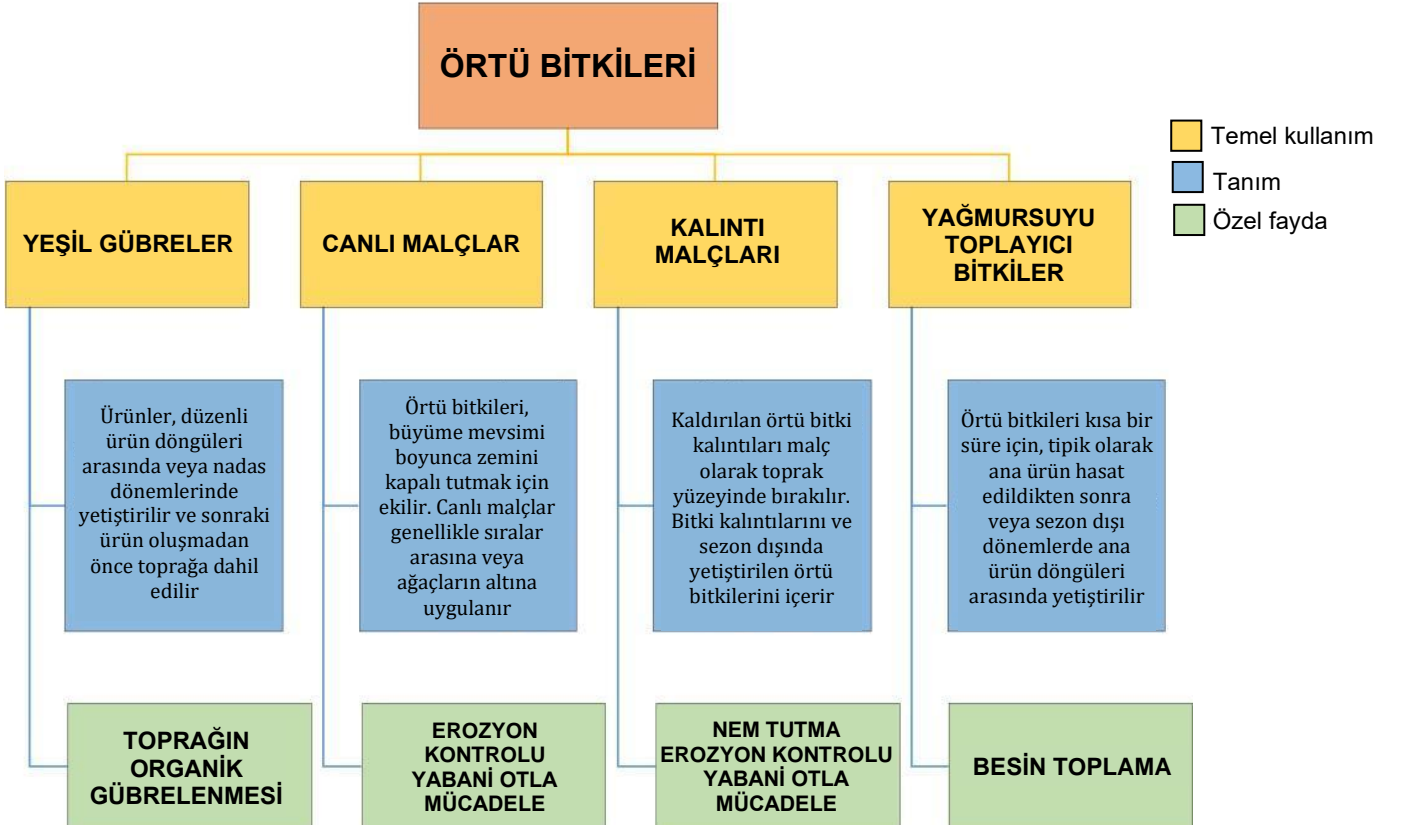 ÖRTÜ BİTKİLERİ
Temel kullanım
Tanım
Özel fayda
YEŞİL GÜBRELER
CANLI MALÇLAR
KALINTI
MALÇLARI
YAĞMURSUYU
TOPLAYICI
BİTKİLER
Ürünler, düzenli
ürün döngüleri
arasında veya nadas
dönemlerinde
yetiştirilir ve sonraki
ürün oluşmadan
önce toprağa dahil
edilir
Örtü bitkileri,
büyüme mevsimi
boyunca zemini
kapalı tutmak için
ekilir. Canlı malçlar
genellikle sıralar
arasına veya
ağaçların altına
uygulanır
Kaldırılan örtü bitki
kalıntıları malç
olarak toprak
yüzeyinde bırakılır.
Bitki kalıntılarını ve
sezon dışında
yetiştirilen örtü
bitkilerini içerir
Örtü bitkileri kısa bir
süre için, tipik olarak
ana ürün hasat
edildikten sonra
veya sezon dışı
dönemlerde ana
ürün döngüleri
arasında yetiştirilir
TOPRAĞIN
ORGANİK
GÜBRELENMESİ
EROZYON
KONTROLU
YABANİ OTLA
MÜCADELE
NEM TUTMA
EROZYON KONTROLU
YABANİ OTLA
MÜCADELE
BESİN TOPLAMA